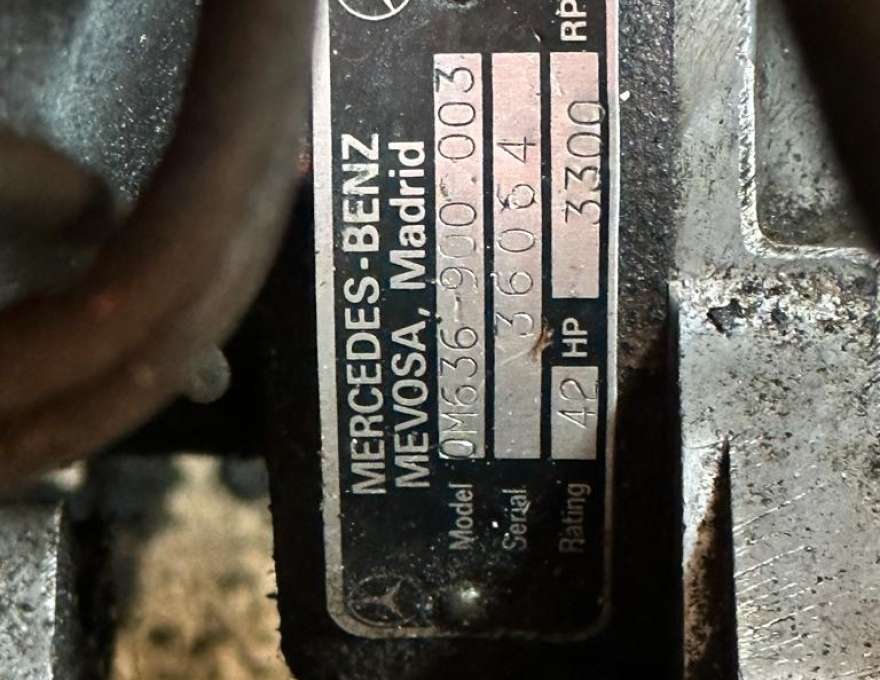 MERCEDES-BENZ
MEVOSA, Madrid
Model OM636-900-003
Serial 36064
Rating 42 HP 3300 RP